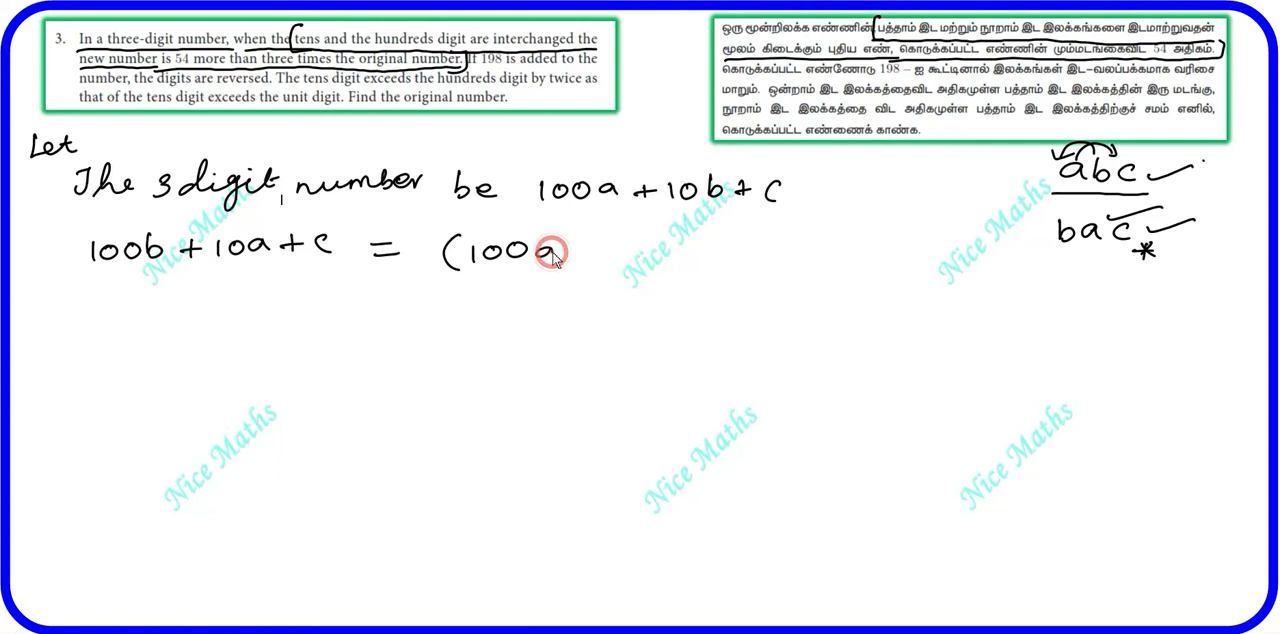 3. In a three-digit number, when the tens and the hundreds digit are interchanged the
new number is 54 more than three times the original number. If 198 is added to the
number, the digits are reversed. The tens digit exceeds the hundreds digit by twice as
that of the tens digit exceeds the unit digit. Find the original number.
ஒரு மூன்றிலக்க எண்ணின் பத்தாம் இட மற்றும் நூறாம் இட இலக்கங்களை இடமாற்றுவதன்
மூலம் கிடைக்கும் புதிய எண், கொடுக்கப்பட்ட எண்ணின் மும்மடங்கைவிட 54 அதிகம்.
கொடுக்கப்பட்ட எண்ணோடு 198 – ஐ கூட்டினால் இலக்கங்கள் இட–வலப்பக்கமாக வரிசை
மாறும். ஒன்றாம் இட இலக்கத்தைவிட அதிகமுள்ள பத்தாம் இட இலக்கத்தின் இரு மடங்கு,
நூறாம் இட இலக்கத்தை விட அதிகமுள்ள பத்தாம் இட இலக்கத்திற்குச் சமம் எனில்,
கொடுக்கப்பட்ட எண்ணைக் காண்க.
Let
The 3 digit number be 100a + 10b + c
abc
100b + 10a + c = (100a
bac
*
Nice Maths
Nice Maths
Nice Maths
Nice Maths
Nice Maths
Nice Maths